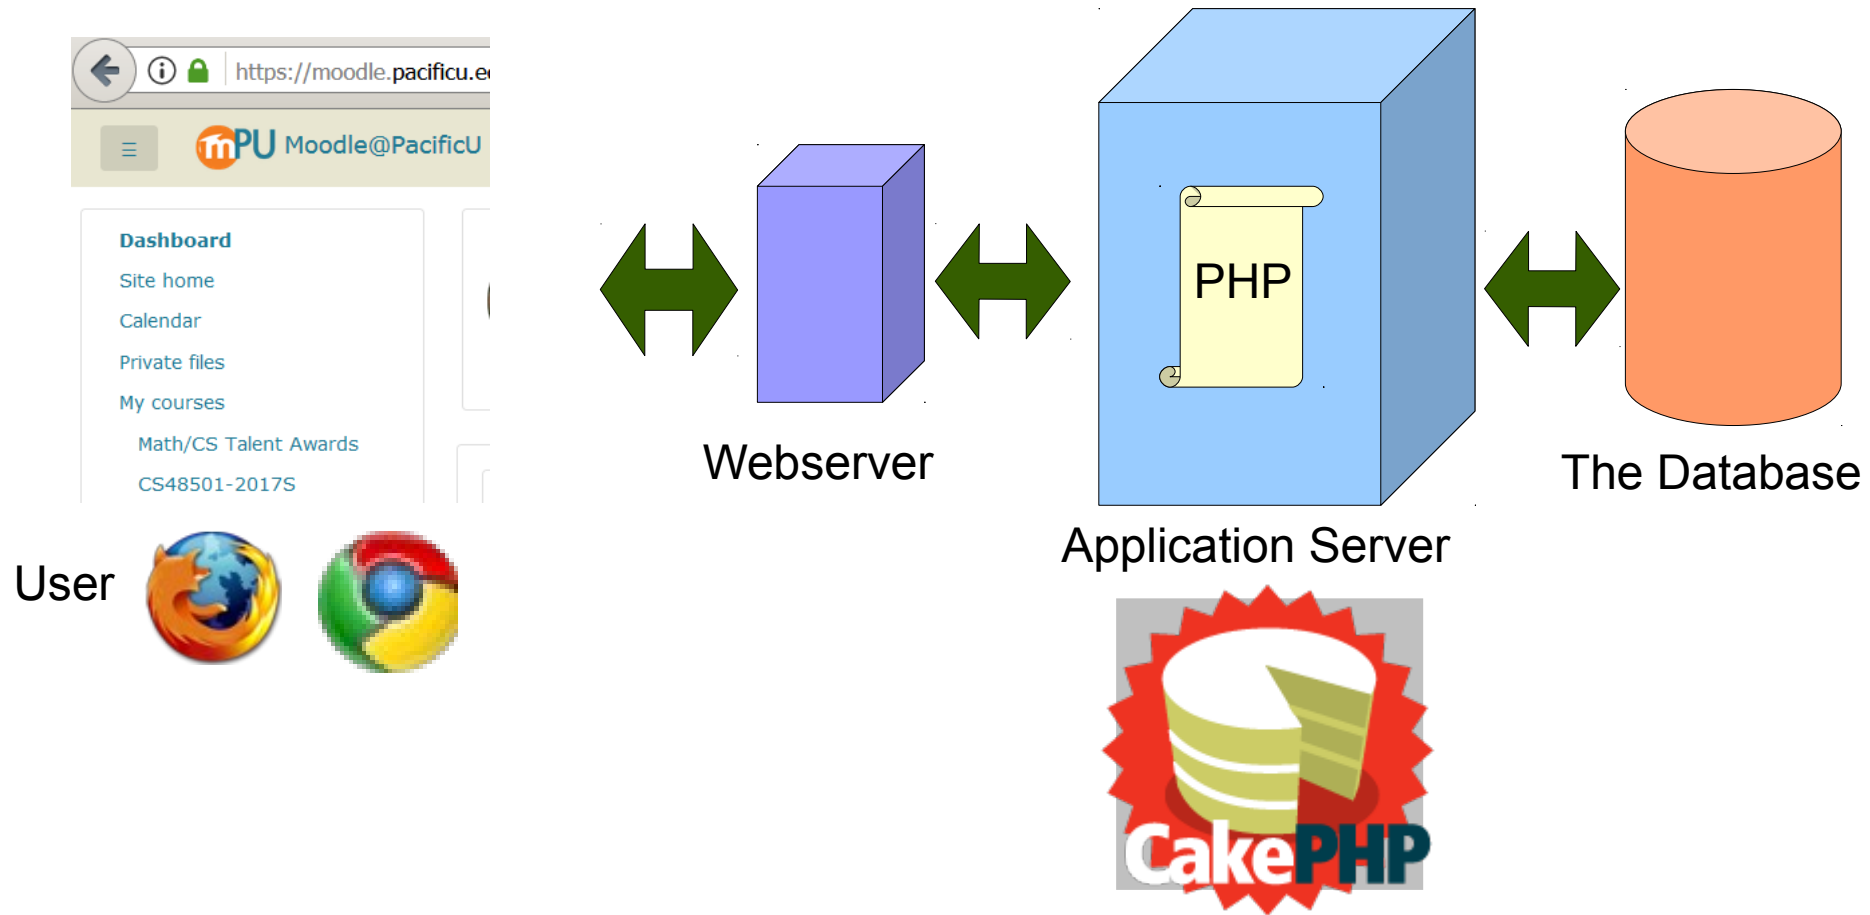 https://moodle.pacificu.e
☰
mPU Moodle@PacificU
Dashboard
Site home
Calendar
Private files
My courses
Math/CS Talent Awards
CS48501-2017S
User
Webserver
PHP
Application Server
CakePHP
The Database